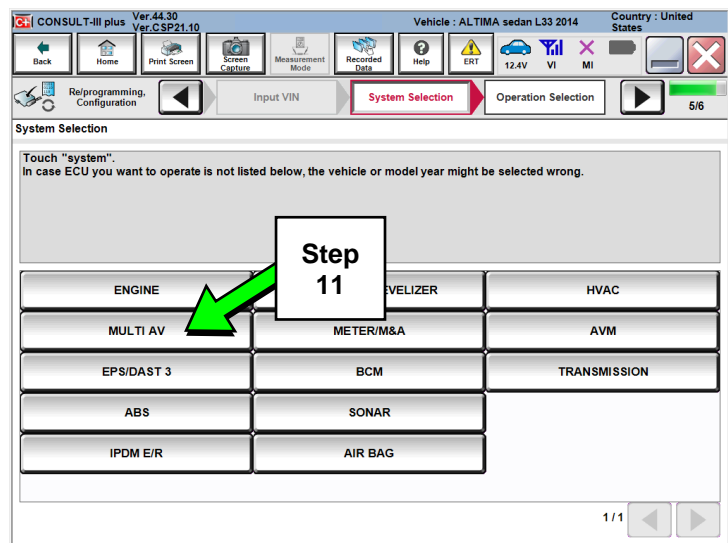 CONSULT-III plus
Ver.44.30
Ver.CSP21.10
Vehicle : ALTIMA sedan L33 2014
Country : United
States
Back
Home
Print Screen
Screen
Capture
Measurement
Mode
Recorded
Data
Help
ERT
12.4V
VI
MI
Re/programming,
Configuration
Input VIN
System Selection
Operation Selection
5/6
System Selection
Touch "system".
In case ECU you want to operate is not listed below, the vehicle or model year might be selected wrong.
Step
11
ENGINE
EVELIZER
HVAC
MULTI AV
METER/M&A
AVM
EPS/DAST 3
BCM
TRANSMISSION
ABS
SONAR
IPDM E/R
AIR BAG
1/1